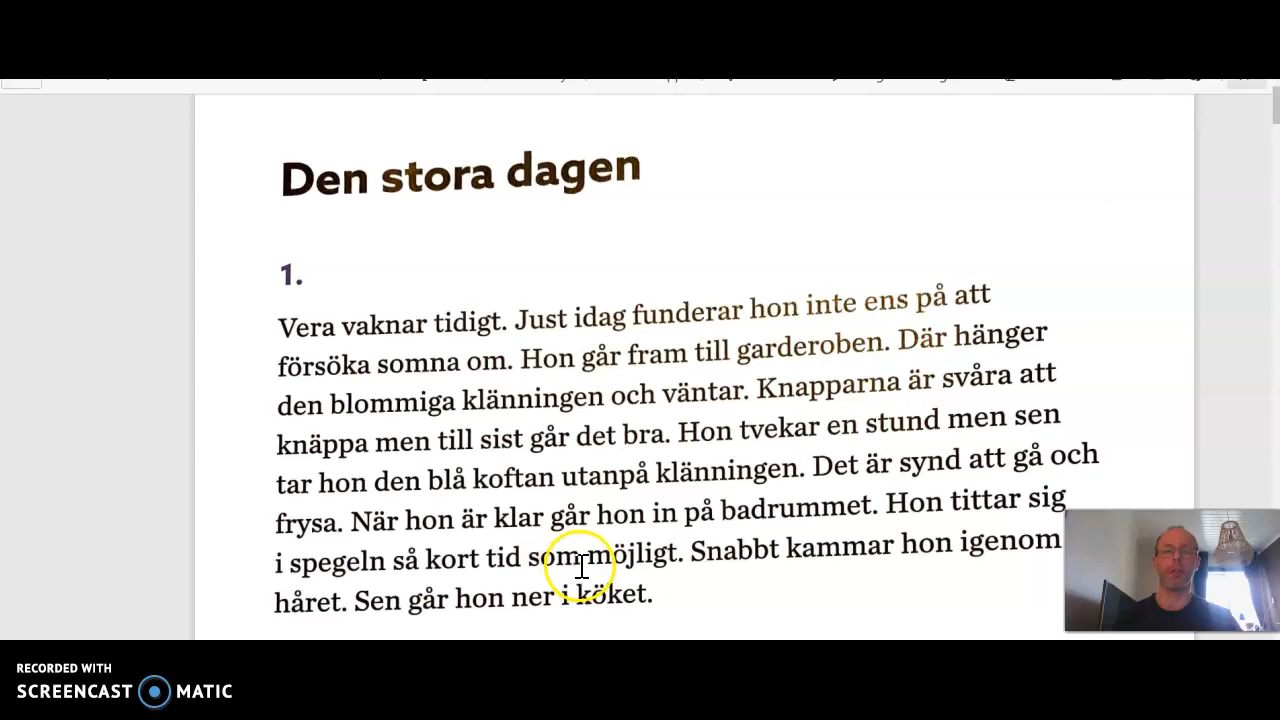 Den stora dagen
1.
Vera vaknar tidigt. Just idag funderar hon inte ens på att
försöka somna om. Hon går fram till garderoben. Där hänger
den blommiga klänningen och väntar. Knapparna är svåra att
knäppa men till sist går det bra. Hon tvekar en stund men sen
tar hon den blå koftan utanpå klänningen. Det är synd att gå och
frysa. När hon är klar går hon in på badrummet. Hon tittar sig
i spegeln så kort tid som möjligt. Snabbt kammar hon igenom
håret. Sen går hon ner i köket.
RECORDED WITH
SCREENCAST MATIC